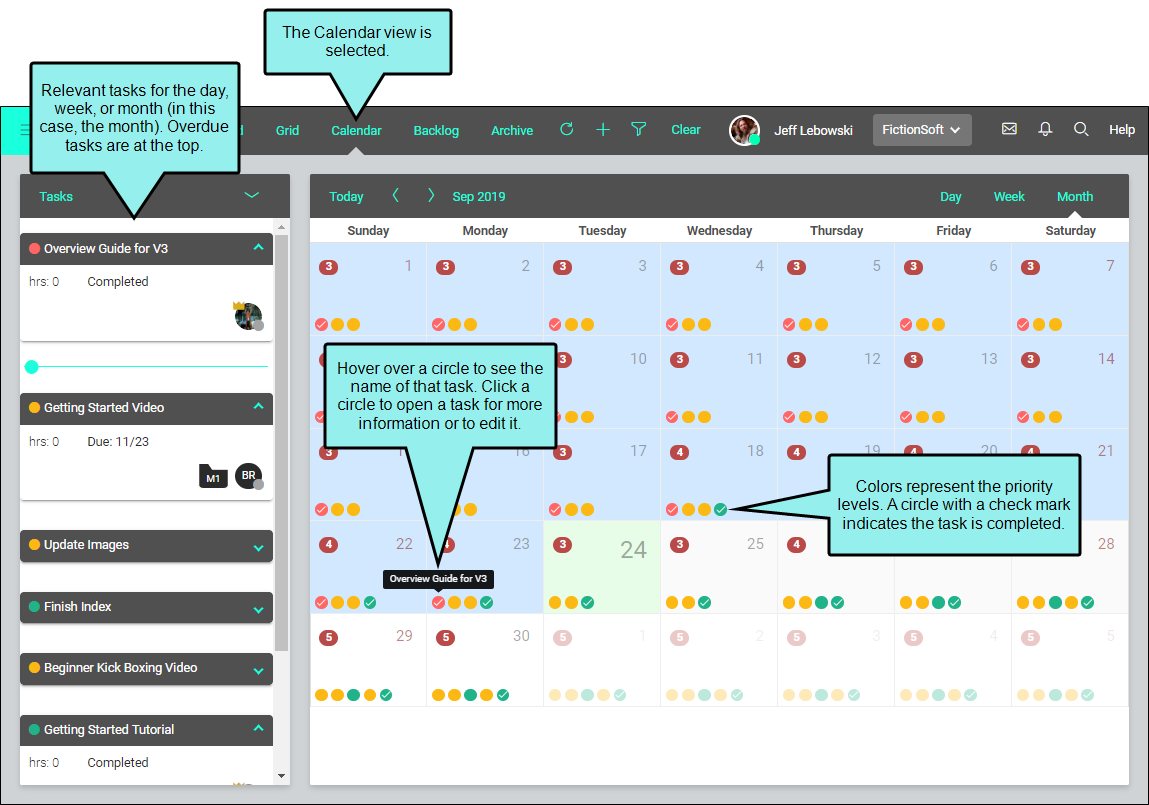 The Calendar view is
selected.
Relevant tasks for the day,
week, or month (in this
case, the month). Overdue
tasks are at the top.
Grid
Calendar
Backlog
Archive
Clear
Jeff Lebowski
FictionSoft
Help
Tasks
Overview Guide for V3
hrs: 0 Completed
Getting Started Video
hrs: 0 Due: 11/23
M1 BR
Update Images
Finish Index
Beginner Kick Boxing Video
Getting Started Tutorial
hrs: 0 Completed
Today Sep 2019 Day Week Month
Sunday Monday Tuesday Wednesday Thursday Friday Saturday
3 1 3 2 3 3 3 4 3 5 3 6 3 7
3 10 3 11 3 12 3 13 3 14
Hover over a circle to see the
name of that task. Click a
circle to open a task for more
information or to edit it.
3 16 3 17 4 18 4 19 4 20 4 21
Colors represent the priority
levels. A circle with a check mark
indicates the task is completed.
4 22 4 23 3 24 3 25 4 28
Overview Guide for V3
5 29 5 30 5 1 5 2 5 3 5 4 5 5